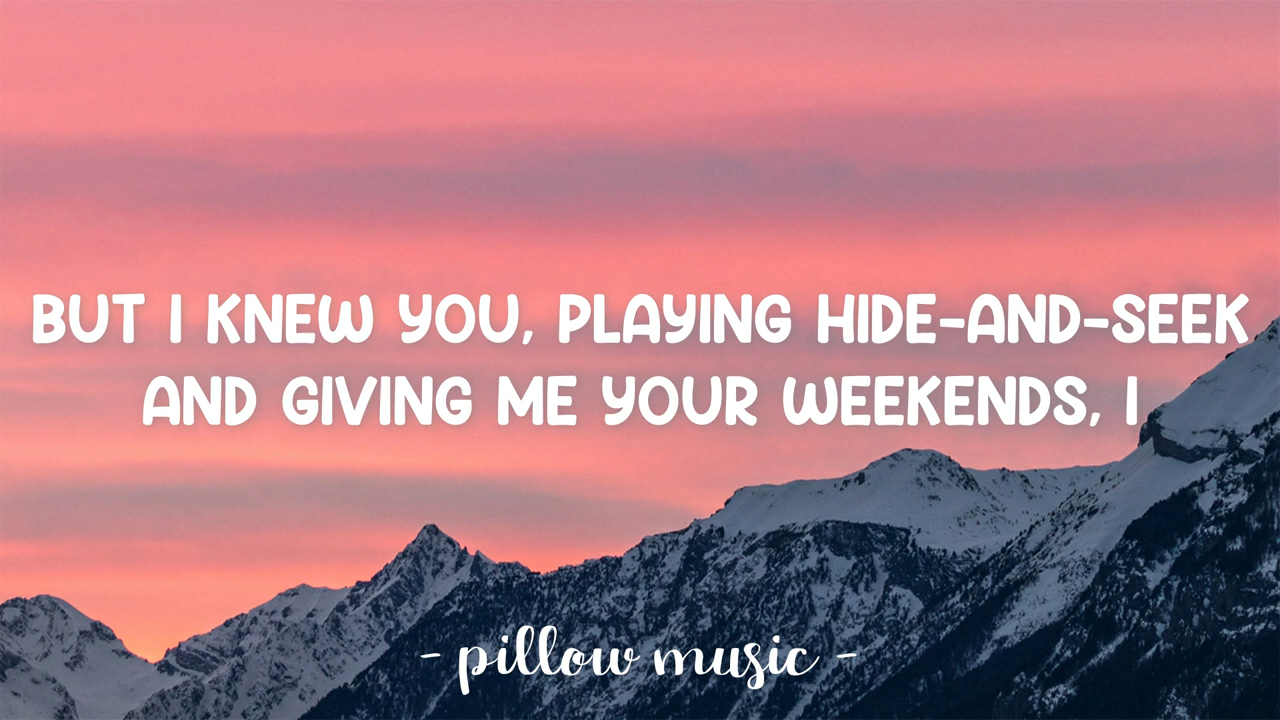 BUT I KNEW YOU, PLAYING HIDE-AND-SEEK
AND GIVING ME YOUR WEEKENDS, I
- pillow music -